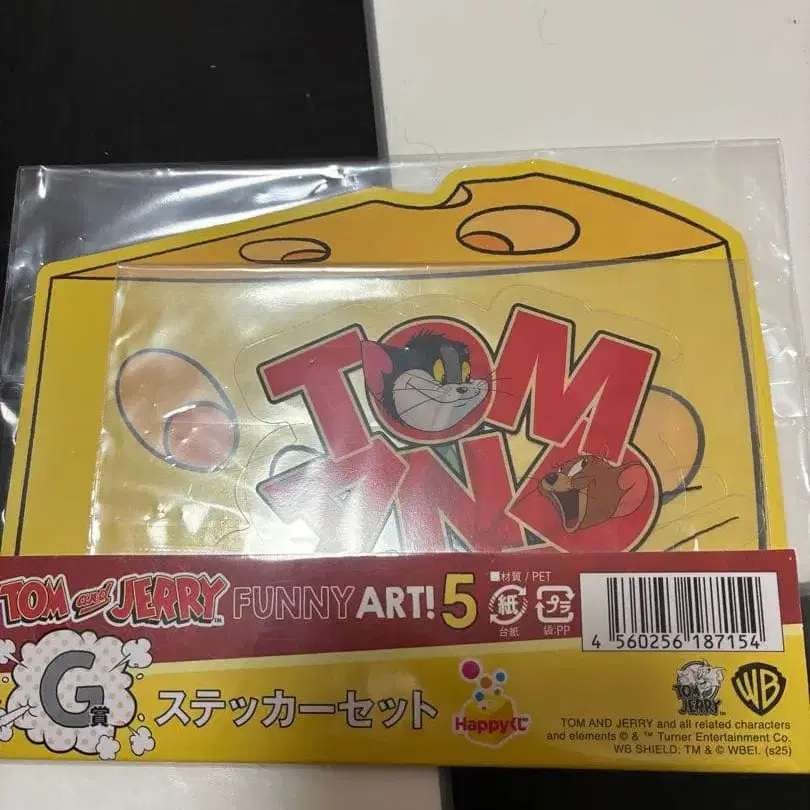 TOM
AND
TOM and JERRY™ FUNNY ART! 5
■材質 / PET
紙
台紙
プラ
袋:PP
4 560256 187154
G賞
ステッカーセット
Happyくじ
TOM and JERRY
WB
TOM AND JERRY and all related characters
and elements © & ™ Turner Entertainment Co.
WB SHIELD: TM & © WBEI. (s25)